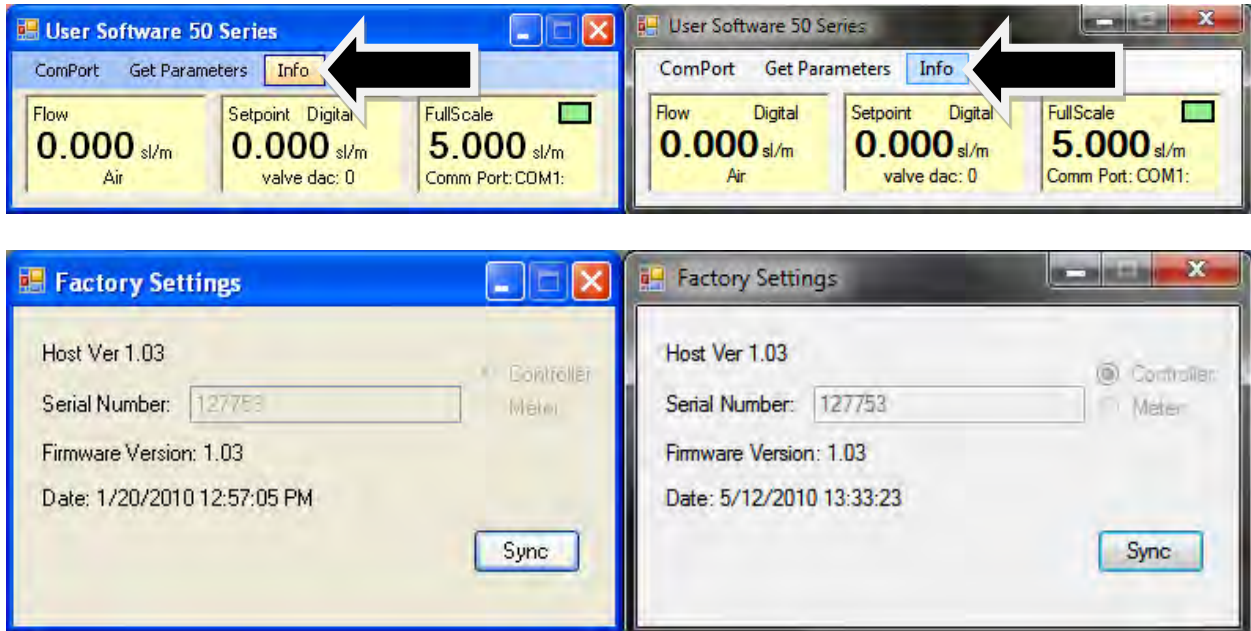 User Software 50 Series
ComPort Get Parameters Info
Flow
0.000 sl/m
Air
Setpoint Digital
0.000 sl/m
valve dac: 0
FullScale
5.000 sl/m
Comm Port: COM1:
User Software 50 Series
ComPort Get Parameters Info
Flow Digital
0.000 sl/m
Air
Setpoint Digital
0.000 sl/m
valve dac: 0
FullScale
5.000 sl/m
Comm Port: COM1:
Factory Settings
Host Ver 1.03
Controller
Serial Number: 127753
Meter
Firmware Version: 1.03
Date: 1/20/2010 12:57:05 PM
Sync
Factory Settings
Host Ver 1.03
Controller
Serial Number: 127753
Meter
Firmware Version: 1.03
Date: 5/12/2010 13:33:23
Sync